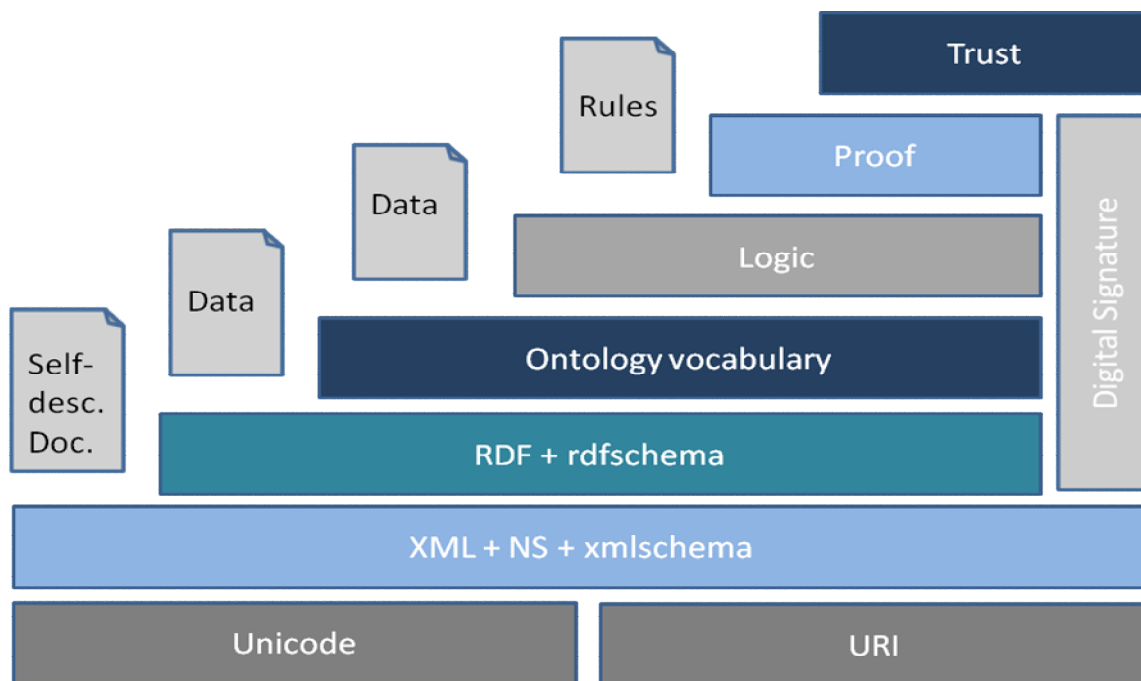 Trust
Rules
Proof
Data
Logic
Data
Ontology vocabulary
Digital Signature
Self-
desc.
Doc.
RDF + rdfschema
XML + NS + xmlschema
Unicode
URI